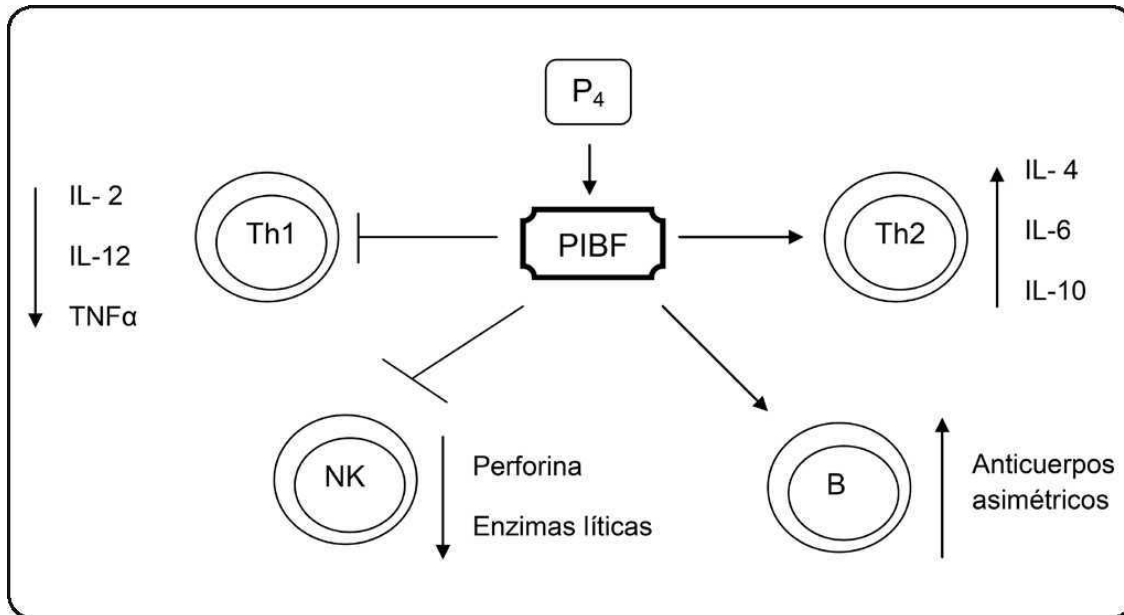 P₄
IL- 2
IL-12
TNFα
Th1
PIBF
Th2
IL- 4
IL-6
IL-10
NK
Perforina
Enzimas líticas
B
Anticuerpos
asimétricos